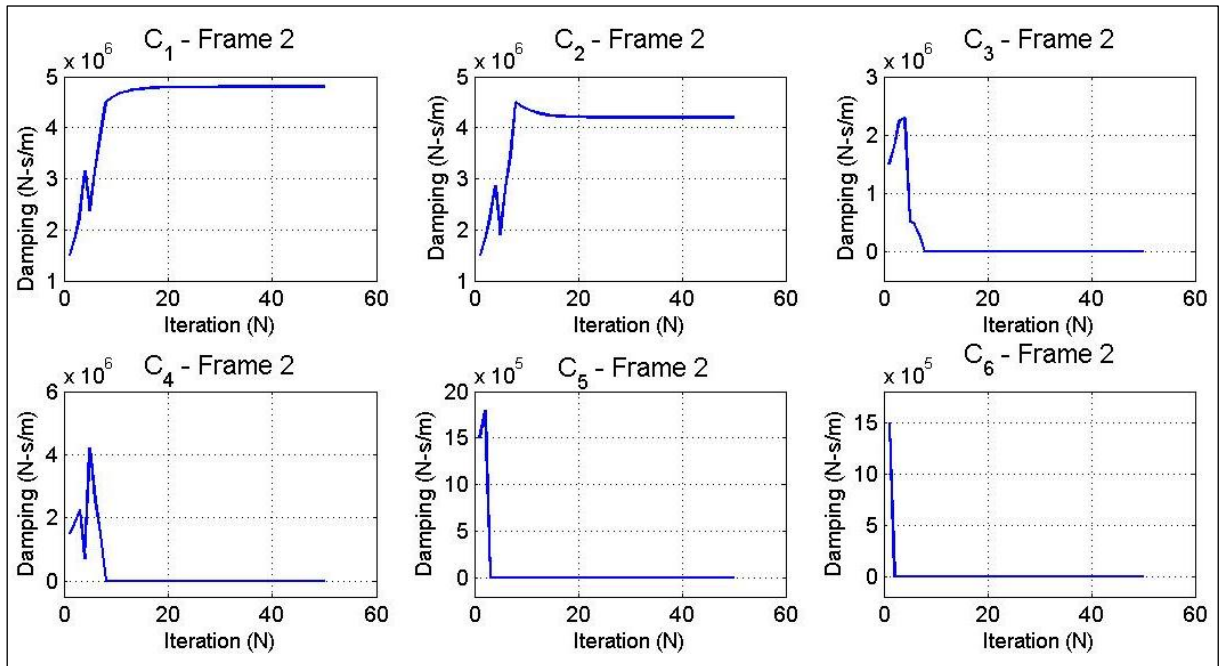 C1 - Frame 2
x 10^6
Damping (N-s/m)
5
4
3
2
1
0 20 40 60
Iteration (N)
C2 - Frame 2
x 10^6
Damping (N-s/m)
5
4
3
2
1
0 20 40 60
Iteration (N)
C3 - Frame 2
x 10^6
Damping (N-s/m)
3
2
1
0
0 20 40 60
Iteration (N)
C4 - Frame 2
x 10^6
Damping (N-s/m)
6
4
2
0
0 20 40 60
Iteration (N)
C5 - Frame 2
x 10^5
Damping (N-s/m)
20
15
10
5
0
0 20 40 60
Iteration (N)
C6 - Frame 2
x 10^5
Damping (N-s/m)
15
10
5
0
0 20 40 60
Iteration (N)